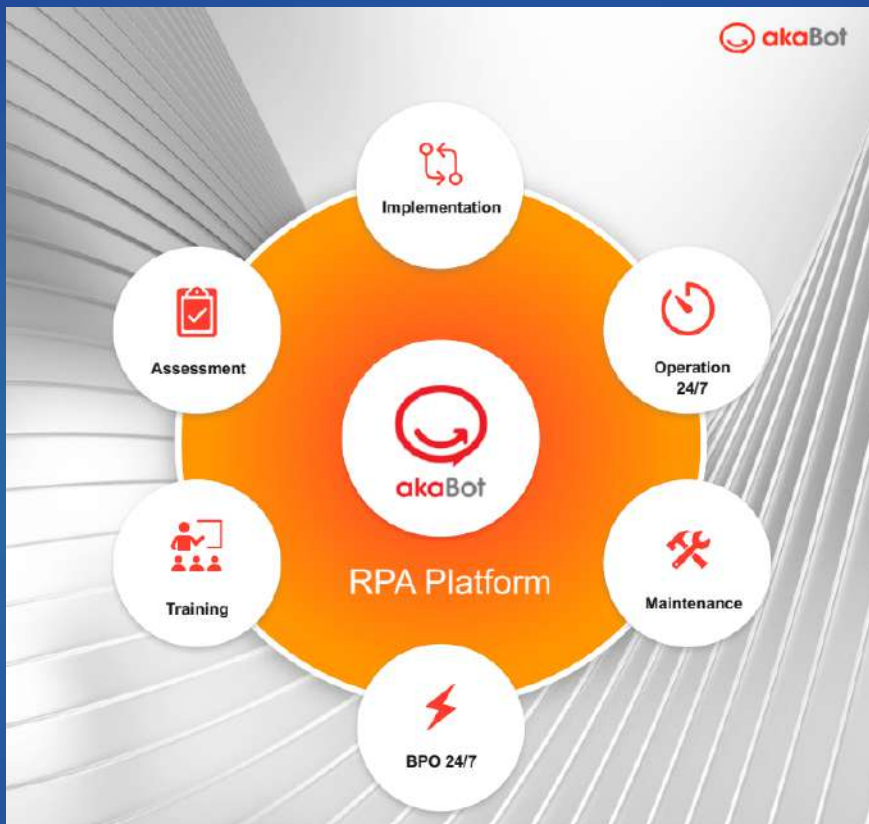 akaBot
Implementation
Assessment
Operation
24/7
akaBot
RPA Platform
Training
Maintenance
BPO 24/7